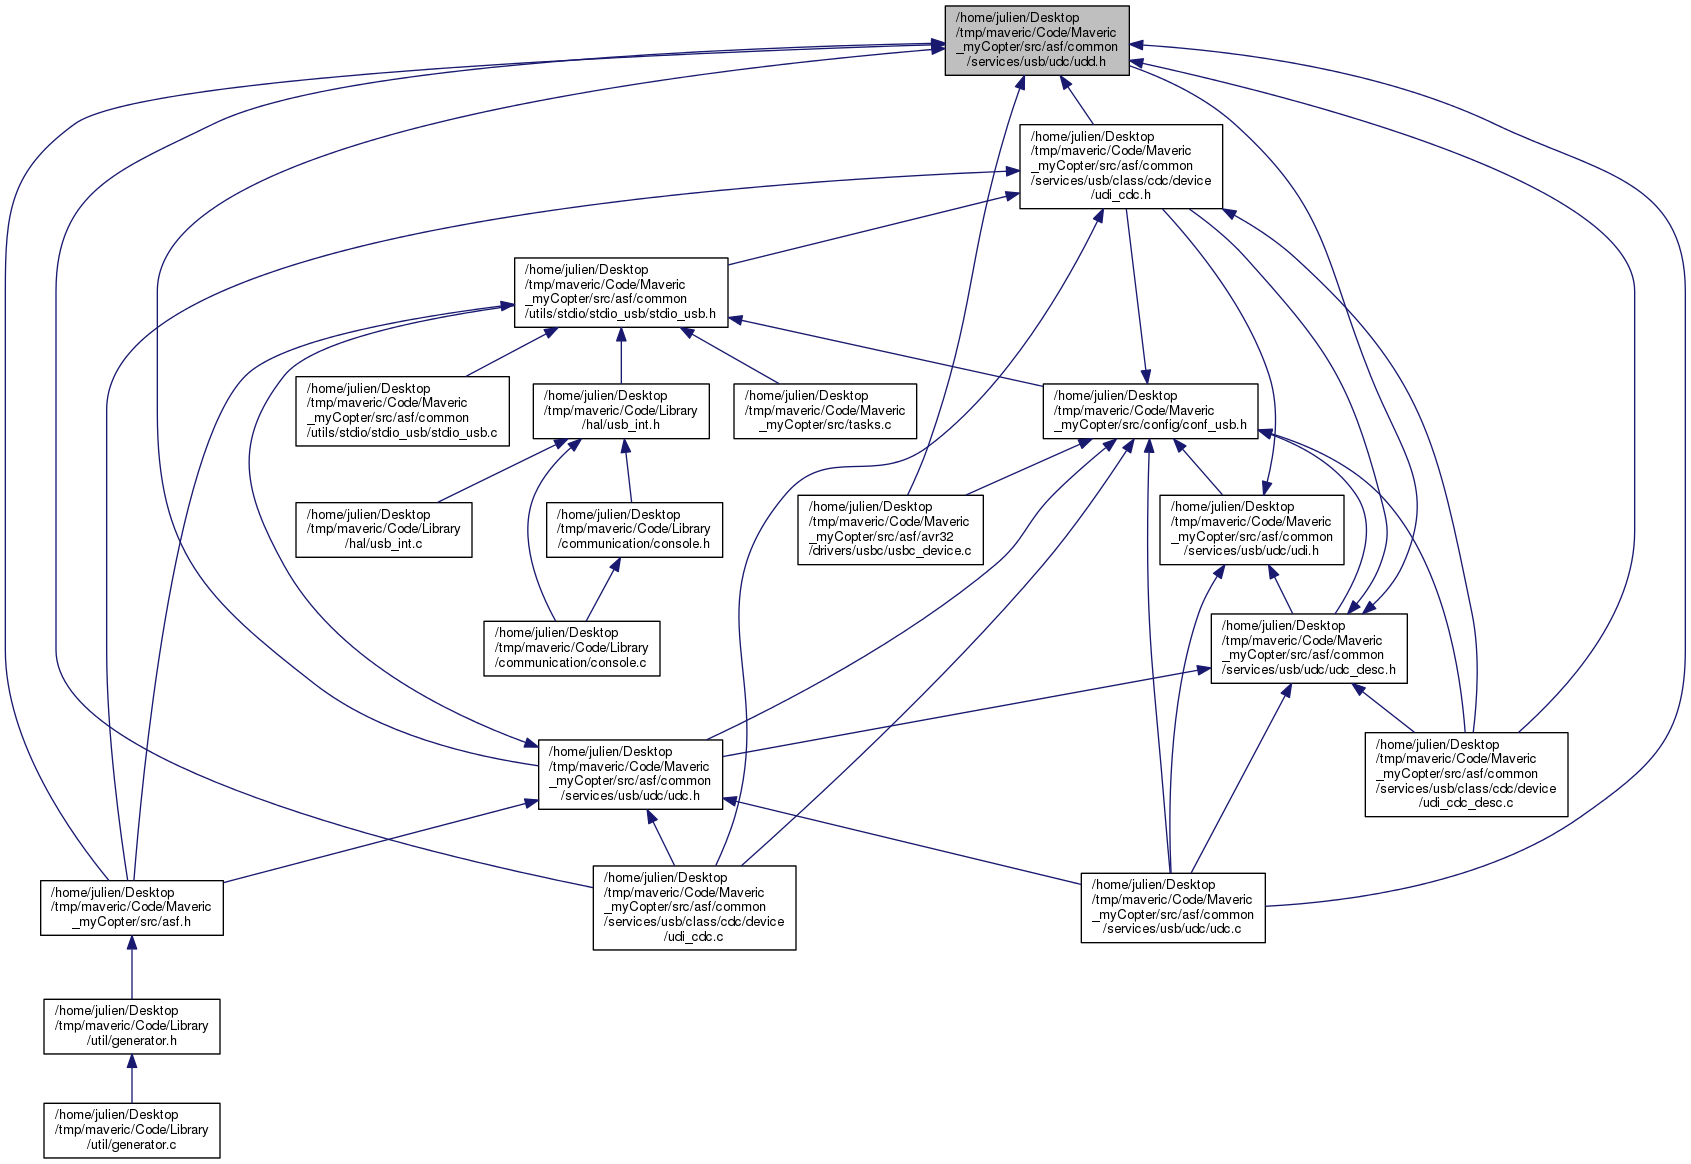 /home/julien/Desktop
/tmp/maveric/Code/Maveric
_myCopter/src/asf/common
/services/usb/udc/udd.h
/home/julien/Desktop
/tmp/maveric/Code/Maveric
_myCopter/src/asf/common
/services/usb/class/cdc/device
/udi_cdc.h
/home/julien/Desktop
/tmp/maveric/Code/Maveric
_myCopter/src/asf/common
/utils/stdio/stdio_usb/stdio_usb.h
/home/julien/Desktop
/tmp/maveric/Code/Maveric
_myCopter/src/asf/common
/utils/stdio/stdio_usb/stdio_usb.c
/home/julien/Desktop
/tmp/maveric/Code/Library
/hal/usb_int.h
/home/julien/Desktop
/tmp/maveric/Code/Maveric
_myCopter/src/tasks.c
/home/julien/Desktop
/tmp/maveric/Code/Maveric
_myCopter/src/config/conf_usb.h
/home/julien/Desktop
/tmp/maveric/Code/Library
/hal/usb_int.c
/home/julien/Desktop
/tmp/maveric/Code/Library
/communication/console.h
/home/julien/Desktop
/tmp/maveric/Code/Maveric
_myCopter/src/asf/avr32
/drivers/usbc/usbc_device.c
/home/julien/Desktop
/tmp/maveric/Code/Maveric
_myCopter/src/asf/common
/services/usb/udc/udi.h
/home/julien/Desktop
/tmp/maveric/Code/Library
/communication/console.c
/home/julien/Desktop
/tmp/maveric/Code/Maveric
_myCopter/src/asf/common
/services/usb/udc/udc_desc.h
/home/julien/Desktop
/tmp/maveric/Code/Maveric
_myCopter/src/asf/common
/services/usb/udc/udc.h
/home/julien/Desktop
/tmp/maveric/Code/Maveric
_myCopter/src/asf/common
/services/usb/class/cdc/device
/udi_cdc_desc.c
/home/julien/Desktop
/tmp/maveric/Code/Maveric
_myCopter/src/asf.h
/home/julien/Desktop
/tmp/maveric/Code/Maveric
_myCopter/src/asf/common
/services/usb/class/cdc/device
/udi_cdc.c
/home/julien/Desktop
/tmp/maveric/Code/Maveric
_myCopter/src/asf/common
/services/usb/udc/udc.c
/home/julien/Desktop
/tmp/maveric/Code/Library
/util/generator.h
/home/julien/Desktop
/tmp/maveric/Code/Library
/util/generator.c